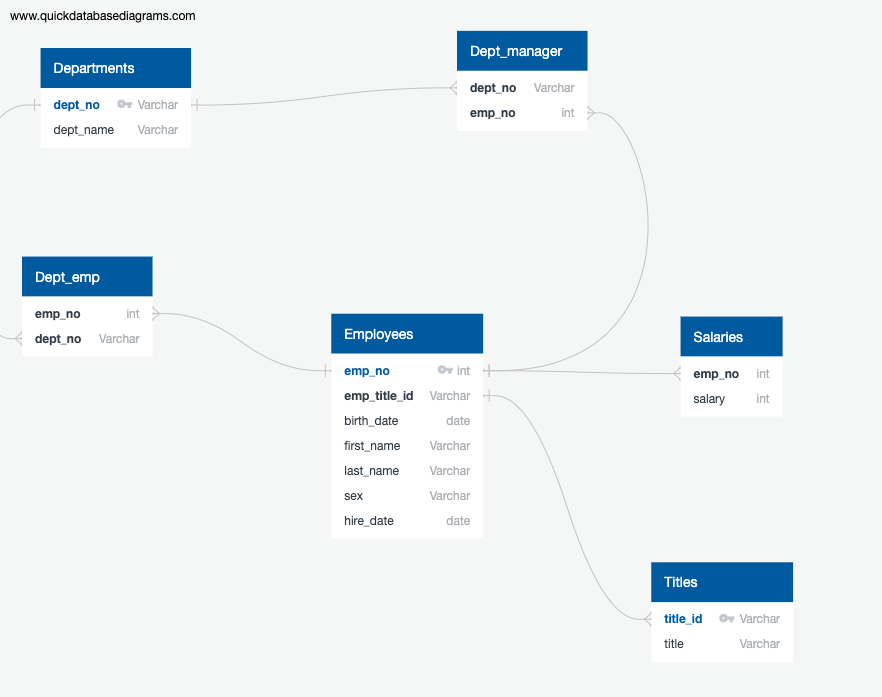 www.quickdatabasediagrams.com
Departments
dept_no Varchar
dept_name Varchar
Dept_manager
dept_no Varchar
emp_no int
Dept_emp
emp_no int
dept_no Varchar
Employees
emp_no int
emp_title_id Varchar
birth_date date
first_name Varchar
last_name Varchar
sex Varchar
hire_date date
Salaries
emp_no int
salary int
Titles
title_id Varchar
title Varchar